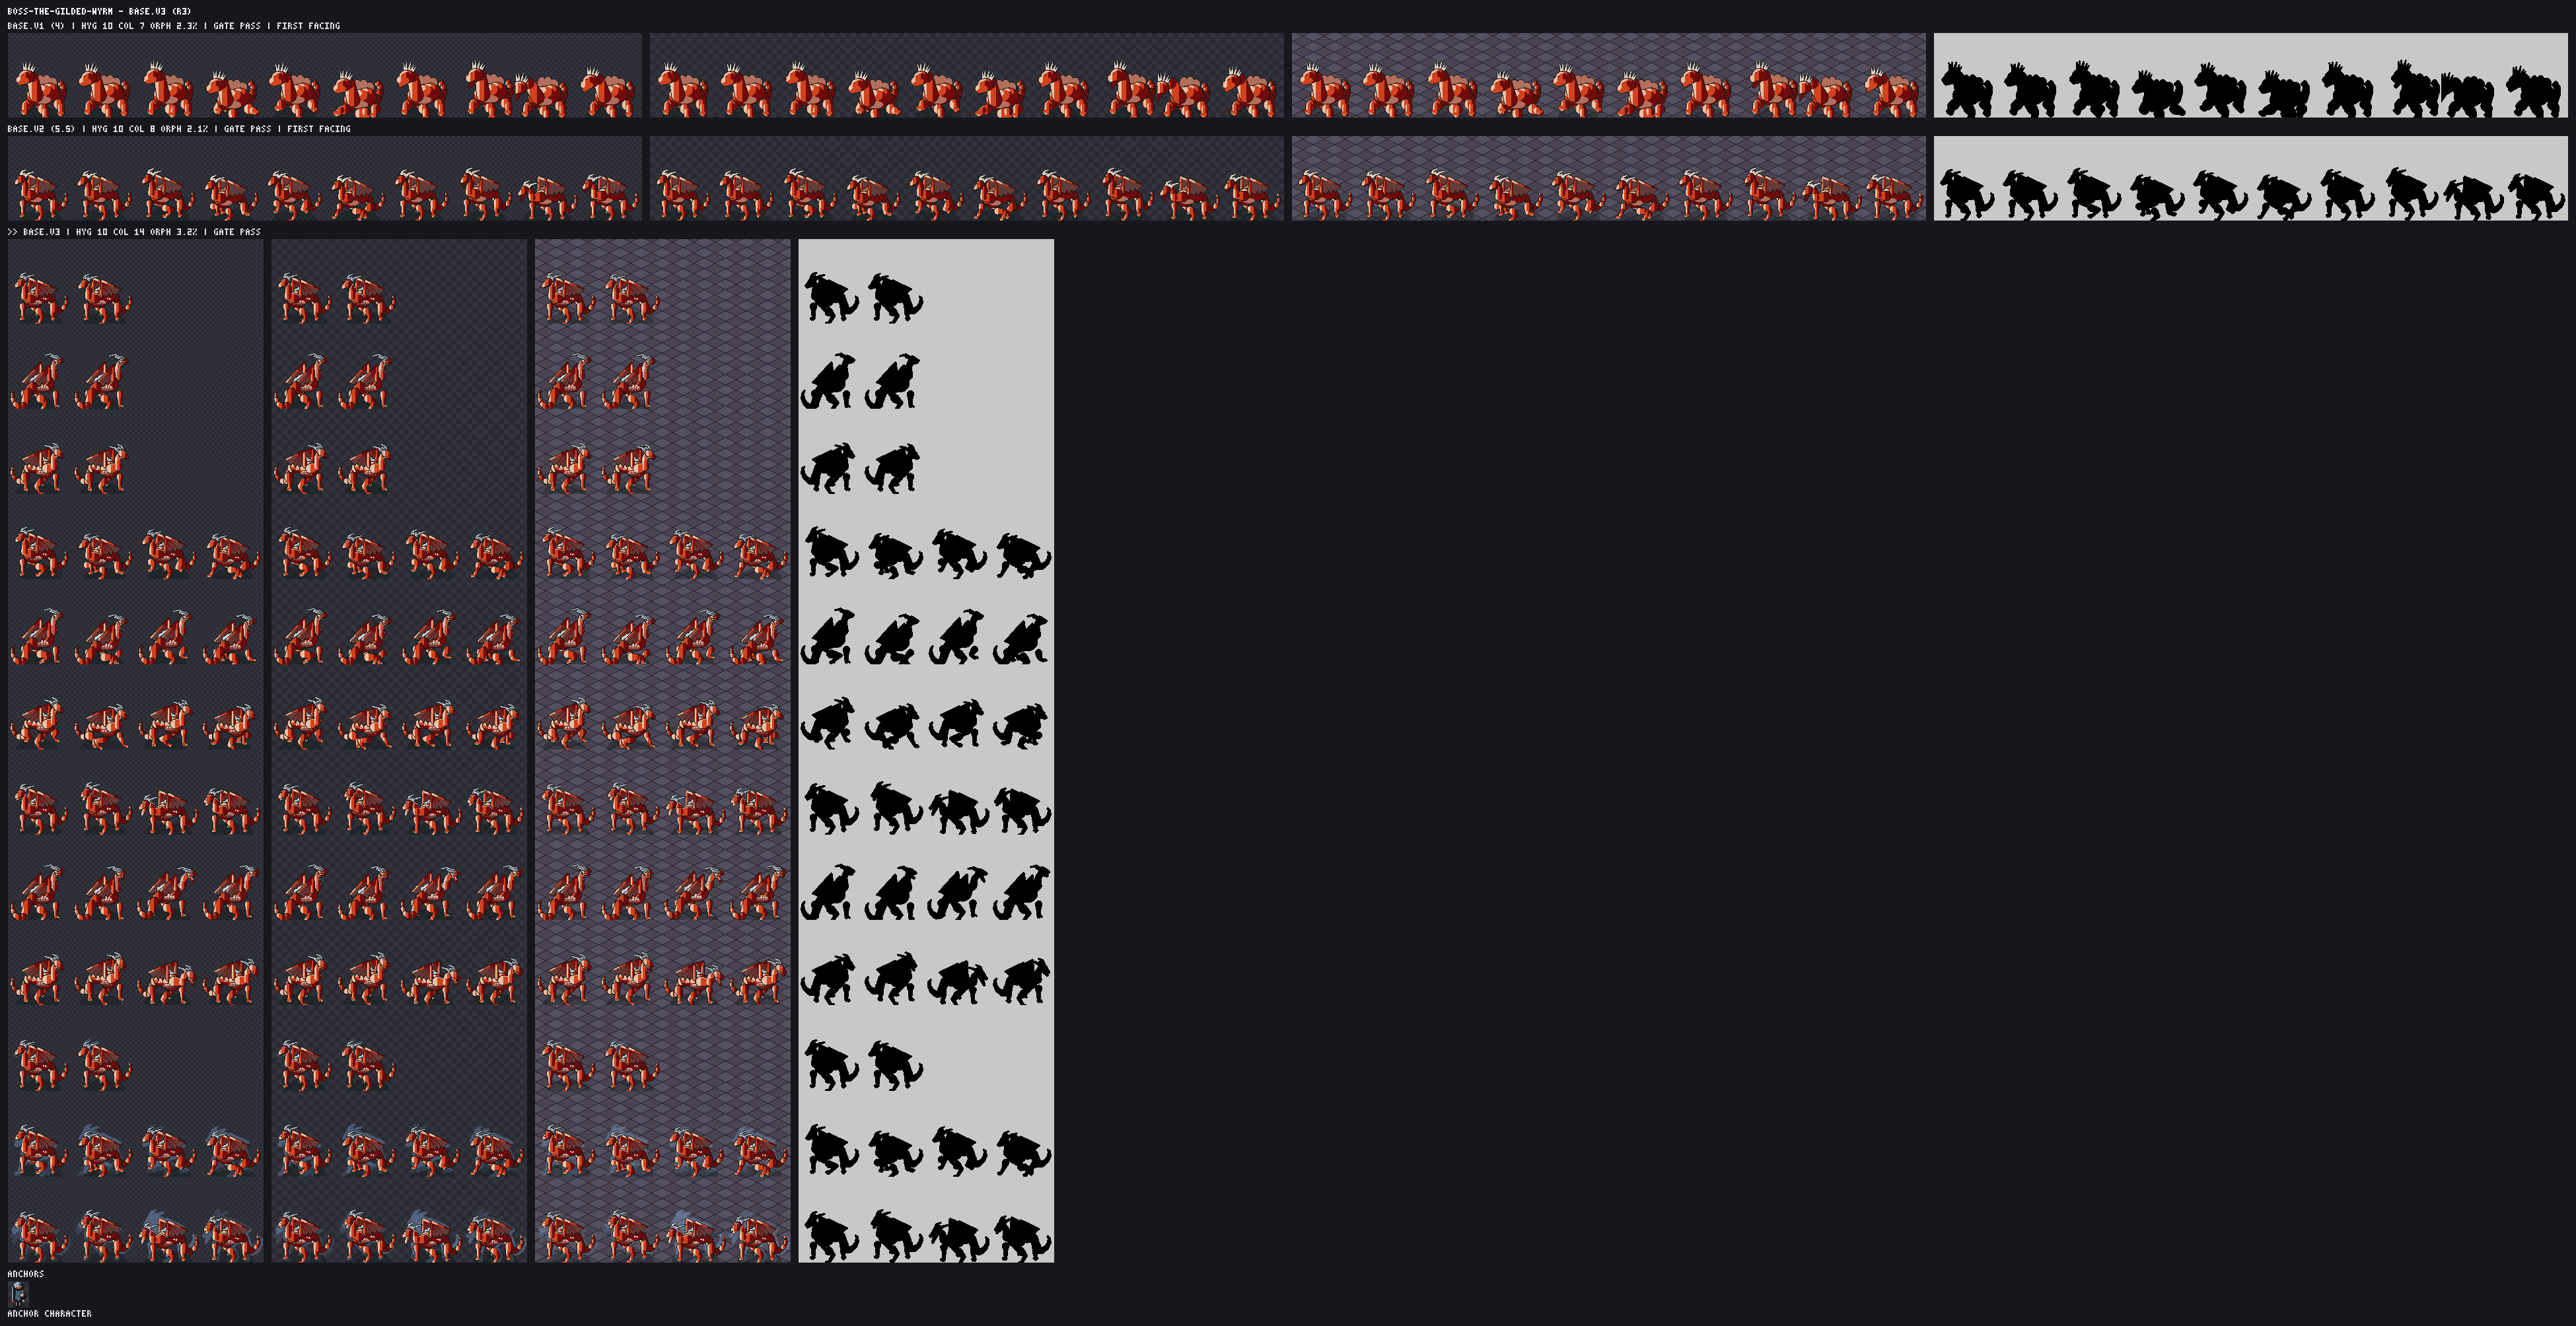 BOSS-THE-GILDED-WYRM - BASE.V3 (R3)
BASE.V1 (4) | HYG 10 COL 7 ORPH 2.3% | GATE PASS | FIRST FACING
BASE.V2 (5.5) | HYG 10 COL 8 ORPH 2.1% | GATE PASS | FIRST FACING
>> BASE.V3 | HYG 10 COL 14 ORPH 3.2% | GATE PASS
ANCHORS
ANCHOR CHARACTER